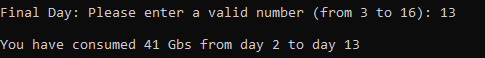 Final Day: Please enter a valid number (from 3 to 16): 13
You have consumed 41 Gbs from day 2 to day 13